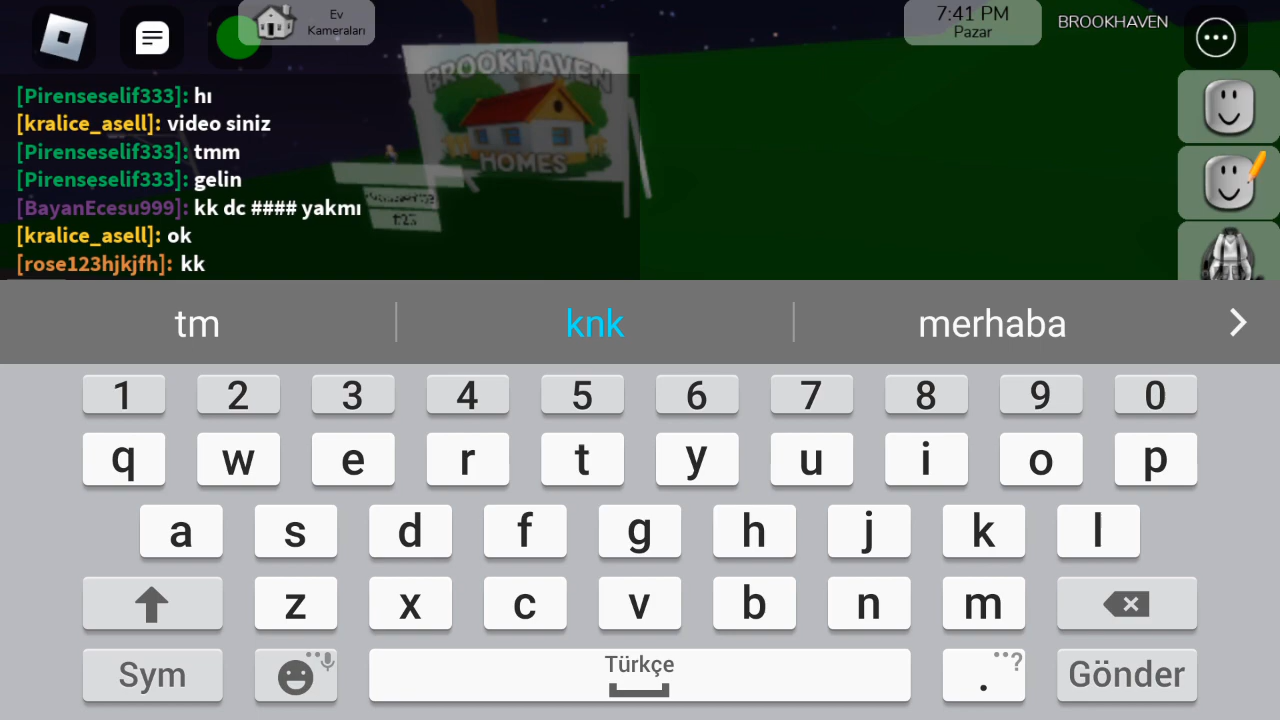 Ev
Kameraları
7:41 PM
Pazar
BROOKHAVEN
BROOKHAVEN
HOMES
[Pirenseselif333]: hı
[kralice_asell]: video siniz
[Pirenseselif333]: tmm
[Pirenseselif333]: gelin
[BayanEcesu999]: kk dc #### yakmı
[kralice_asell]: ok
[rose123hjkjfh]: kk
tm knk merhaba
1 2 3 4 5 6 7 8 9 0
q w e r t y u i o p
a s d f g h j k l
z x c v b n m
Sym Türkçe . ? Gönder